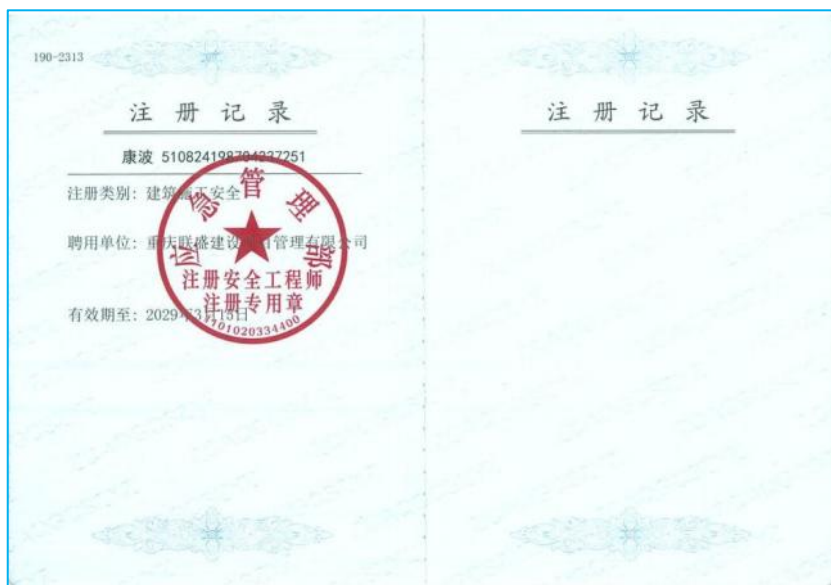 190-2313
注册记录
康波 510824198704237251
注册类别：建筑施工安全
聘用单位：重庆联盛建设项目管理有限公司
有效期至：2029年3月15日
应急管理部
注册安全工程师
注册专用章
1101020334400
注册记录